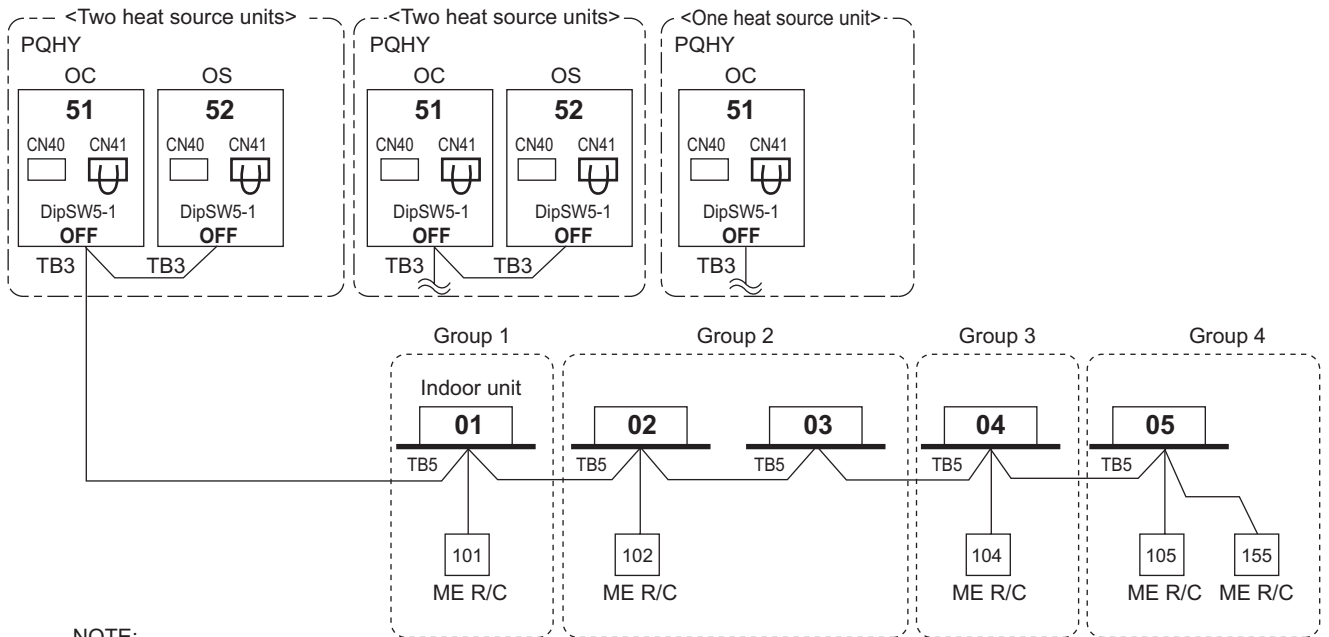 <Two heat source units> <Two heat source units> <One heat source unit>
PQHY PQHY PQHY
OC OS OC OS OC
51 52 51 52 51
CN40 CN41 CN40 CN41 CN40 CN41 CN40 CN41 CN40 CN41
DipSW5-1 DipSW5-1 DipSW5-1 DipSW5-1 DipSW5-1
OFF OFF OFF OFF OFF
TB3 TB3 TB3 TB3 TB3
Group 1 Group 2 Group 3 Group 4
Indoor unit
01 02 03 04 05
TB5 TB5 TB5 TB5 TB5
101 102 104 105 155
ME R/C ME R/C ME R/C ME R/C ME R/C
NOTE: